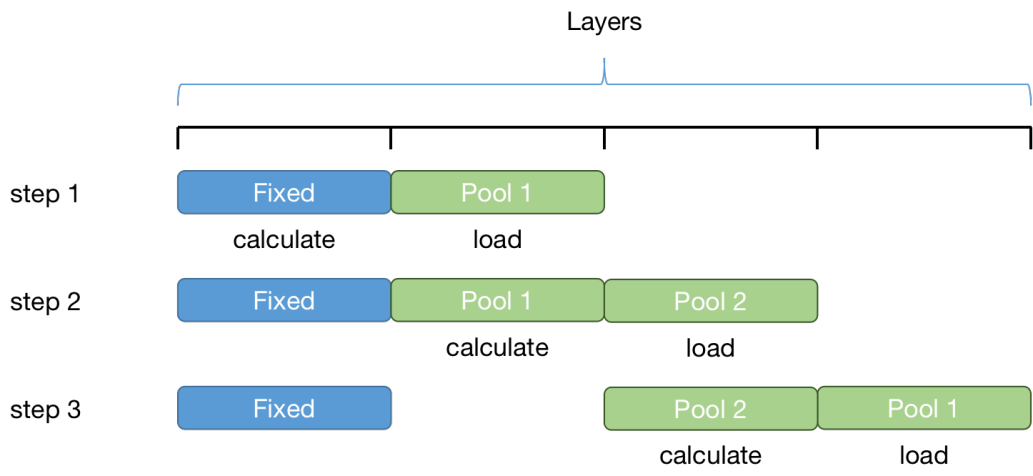 Layers
step 1 Fixed Pool 1
calculate load
step 2 Fixed Pool 1 Pool 2
calculate load
step 3 Fixed Pool 2 Pool 1
calculate load